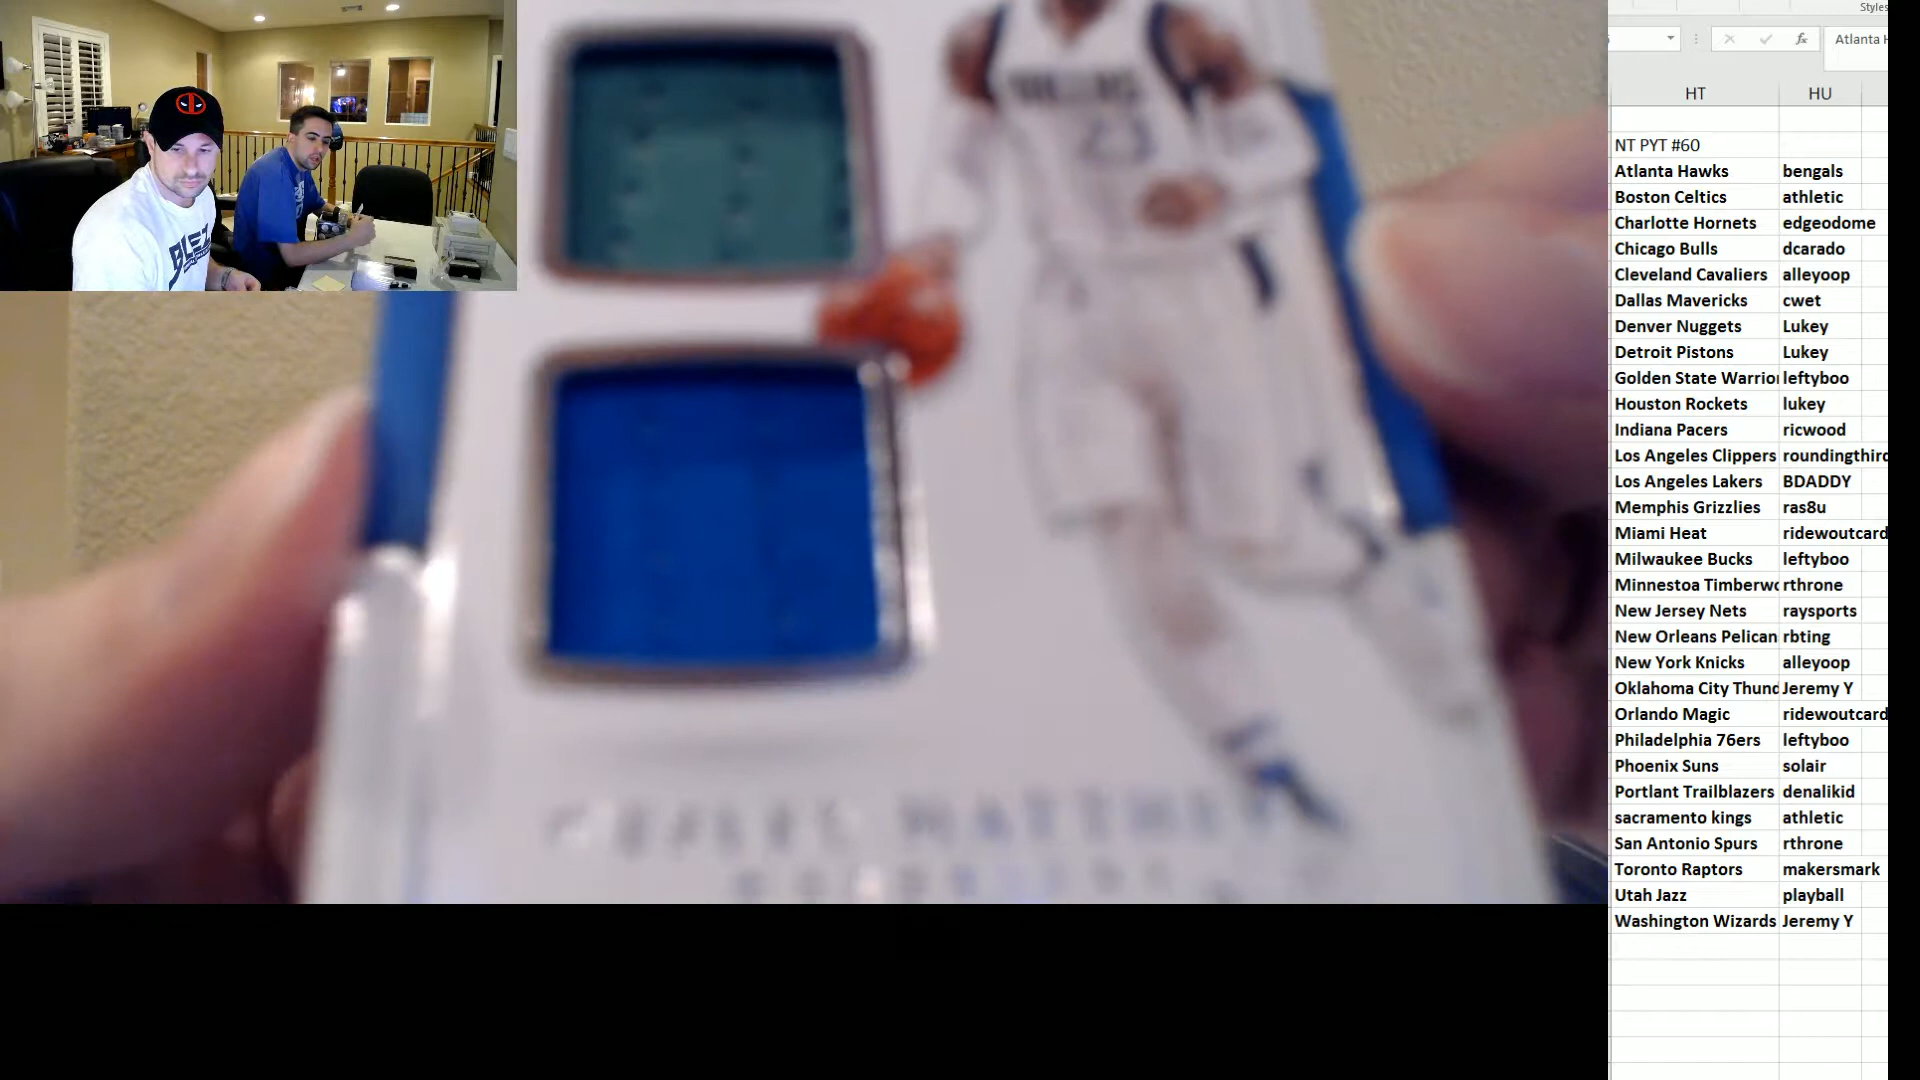 Styles
Atlanta H
HT HU
NT PYT #60
Atlanta Hawks bengals
Boston Celtics athletic
Charlotte Hornets edgeodome
Chicago Bulls dcarado
Cleveland Cavaliers alleyoop
Dallas Mavericks cwet
Denver Nuggets Lukey
Detroit Pistons Lukey
Golden State Warrior leftyboo
Houston Rockets lukey
Indiana Pacers ricwood
Los Angeles Clippers roundingthird
Los Angeles Lakers BDADDY
Memphis Grizzlies ras8u
Miami Heat ridewoutcard
Milwaukee Bucks leftyboo
Minnestoa Timberwo rthrone
New Jersey Nets raysports
New Orleans Pelican rbting
New York Knicks alleyoop
Oklahoma City Thund Jeremy Y
Orlando Magic ridewoutcard
Philadelphia 76ers leftyboo
Phoenix Suns solair
Portlant Trailblazers denalikid
sacramento kings athletic
San Antonio Spurs rthrone
Toronto Raptors makersmark
Utah Jazz playball
Washington Wizards Jeremy Y
23
MATTHEWS